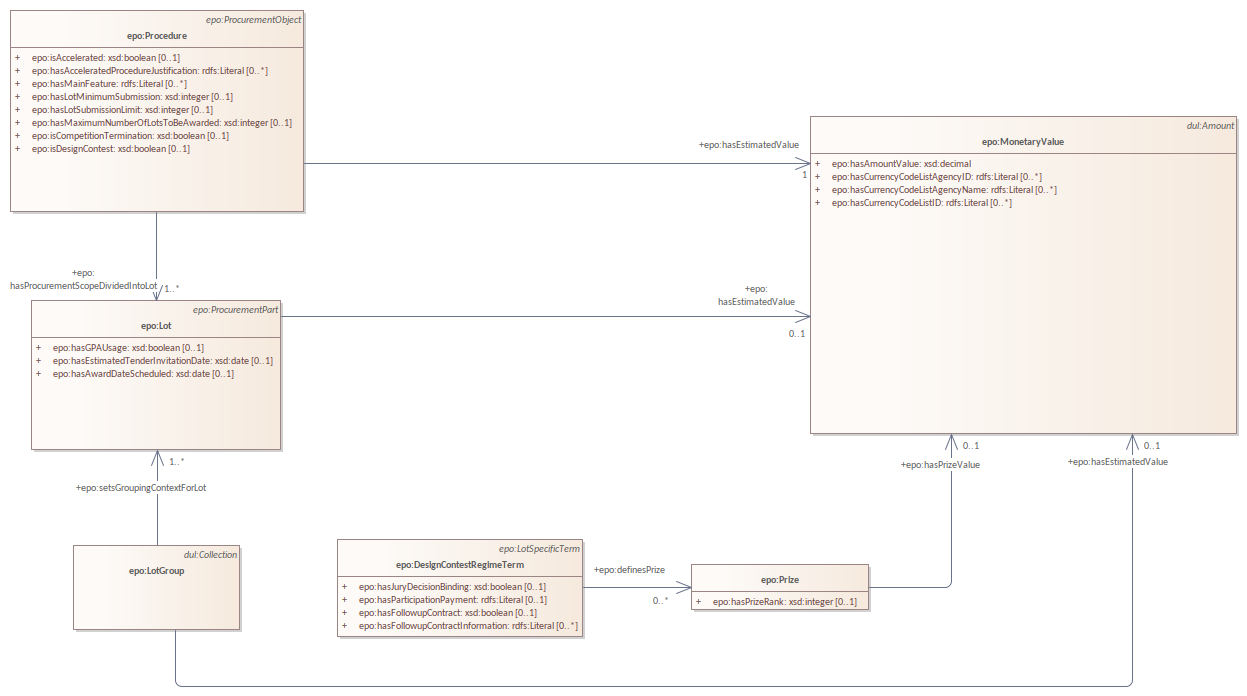 epo:ProcurementObject
epo:Procedure
+ epo:isAccelerated: xsd:boolean [0..1]
+ epo:hasAcceleratedProcedureJustification: rdfs:Literal [0..*]
+ epo:hasMainFeature: rdfs:Literal [0..*]
+ epo:hasLotMinimumSubmission: xsd:integer [0..1]
+ epo:hasLotSubmissionLimit: xsd:integer [0..1]
+ epo:hasMaximumNumberOfLotsToBeAwarded: xsd:integer [0..1]
+ epo:isCompetitionTermination: xsd:boolean [0..1]
+ epo:isDesignContest: xsd:boolean [0..1]
+epo:hasEstimatedValue
1
dul:Amount
epo:MonetaryValue
+ epo:hasAmountValue: xsd:decimal
+ epo:hasCurrencyCodeListAgencyID: rdfs:Literal [0..*]
+ epo:hasCurrencyCodeListAgencyName: rdfs:Literal [0..*]
+ epo:hasCurrencyCodeListID: rdfs:Literal [0..*]
+epo:
hasProcurementScopeDividedIntoLot
1..*
epo:ProcurementPart
epo:Lot
+ epo:hasGPAUsage: xsd:boolean [0..1]
+ epo:hasEstimatedTenderInvitationDate: xsd:date [0..1]
+ epo:hasAwardDateScheduled: xsd:date [0..1]
+epo:
hasEstimatedValue
0..1
1..*
+epo:setsGroupingContextForLot
dul:Collection
epo:LotGroup
epo:LotSpecificTerm
epo:DesignContestRegimeTerm
+ epo:hasJuryDecisionBinding: xsd:boolean [0..1]
+ epo:hasParticipationPayment: rdfs:Literal [0..1]
+ epo:hasFollowupContract: xsd:boolean [0..1]
+ epo:hasFollowupContractInformation: rdfs:Literal [0..*]
+epo:definesPrize
0..*
epo:Prize
+ epo:hasPrizeRank: xsd:integer [0..1]
0..1
+epo:hasPrizeValue
0..1
+epo:hasEstimatedValue